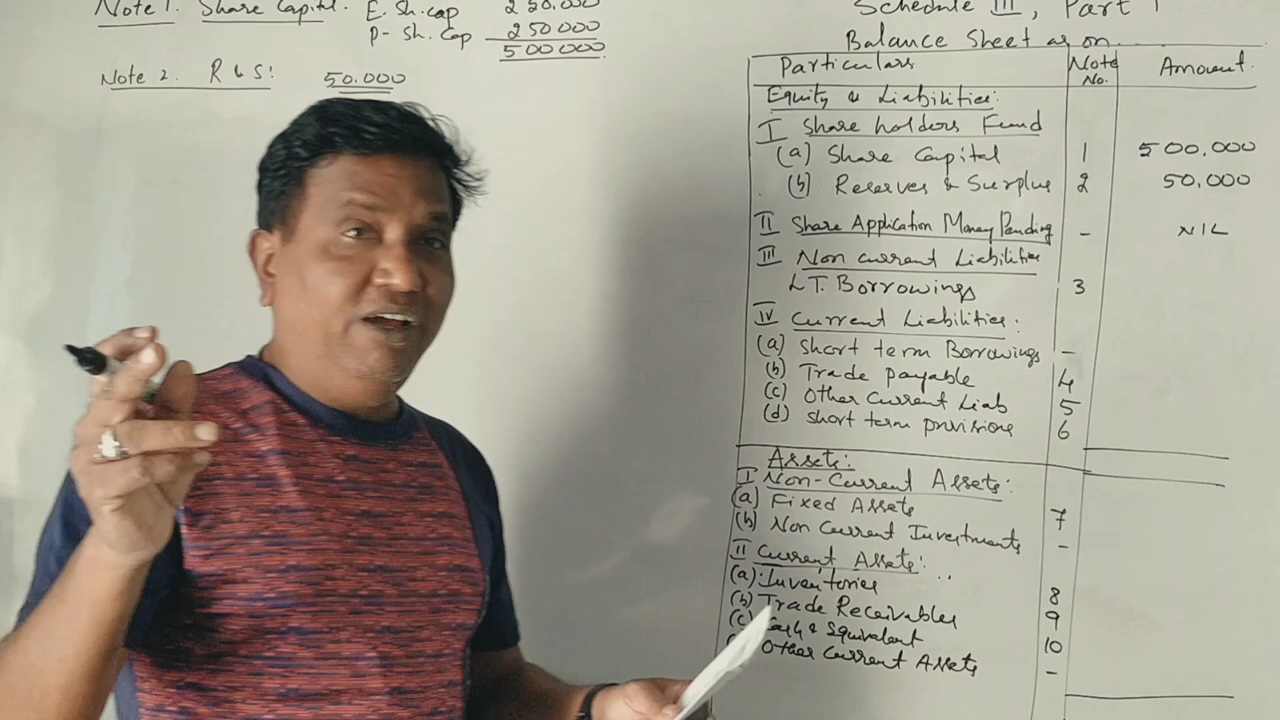 Note 1. Share Capital. E. Sh. cap 250.000
P- Sh. Cap 250000
500000
Note 2. R & S: 50.000
Schedule III, Part 1
Balance Sheet as on....
Particulars Note No. Amount.
Equity & Liabilities:
I Share holders Fund
(a) Share Capital 1 500.000
(b) Reserves & Surplus 2 50.000
II Share Application Money Pending - NIL
III Non current Liabilities
L.T. Borrowings 3
IV Current Liabilities:
(a) Short term Borrowings -
(b) Trade payable 4
(c) Other Current Liab 5
(d) Short term provisions 6
Assets:
I Non-Current Assets:
(a) Fixed Assets 7
(b) Non Current Investments -
II Current Assets:
(a) Inventories 8
(b) Trade Receivables 9
(c) Cash & Equivalent 10
Other Current Assets -